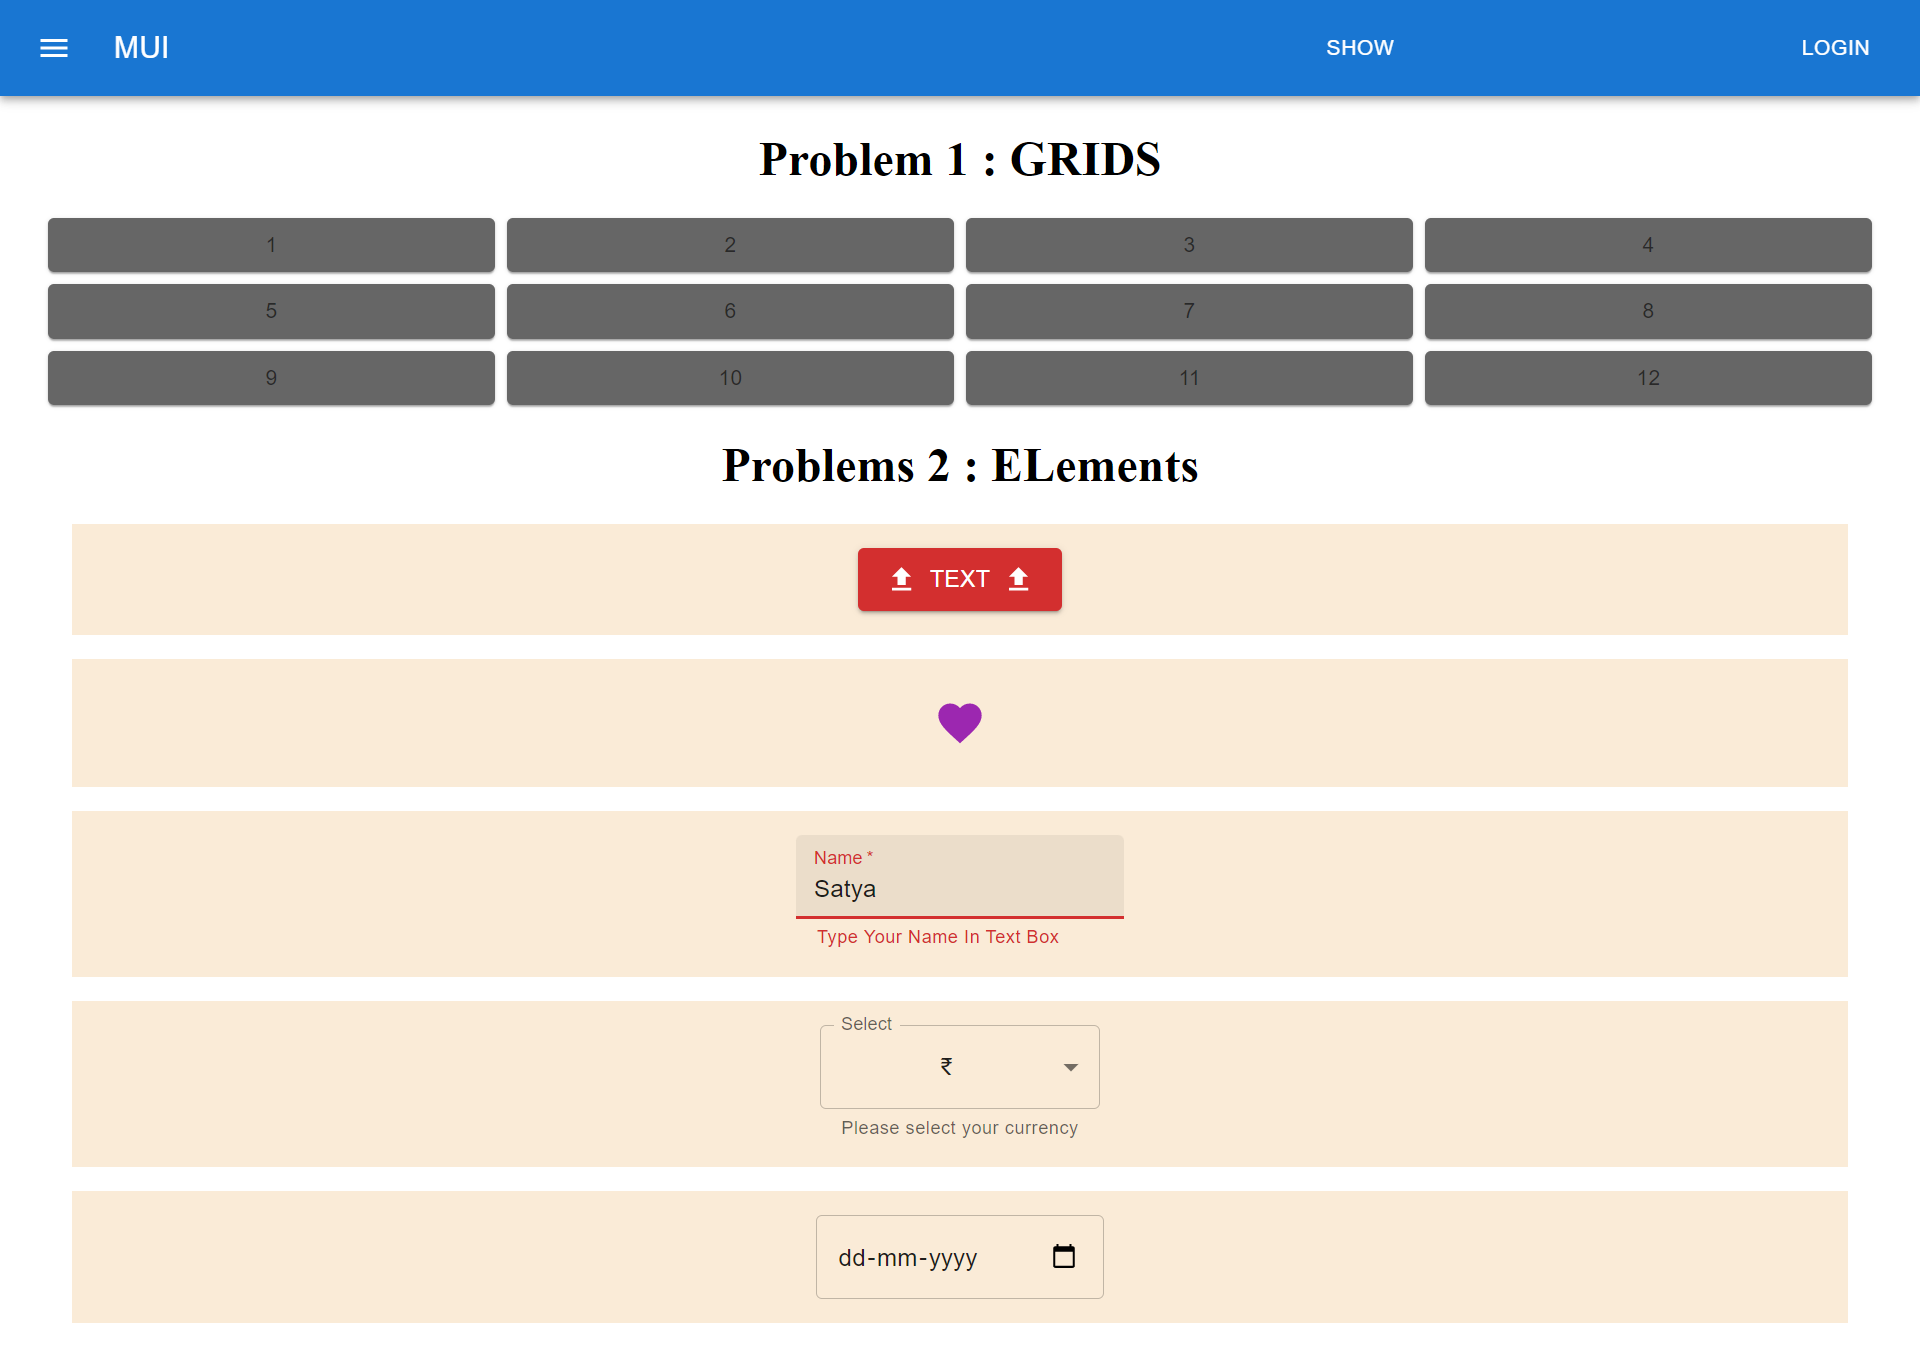 MUI SHOW LOGIN
Problem 1 : GRIDS
1 2 3 4
5 6 7 8
9 10 11 12
Problems 2 : ELements
TEXT
Name *
Satya
Type Your Name In Text Box
Select
₹
Please select your currency
dd-mm-yyyy